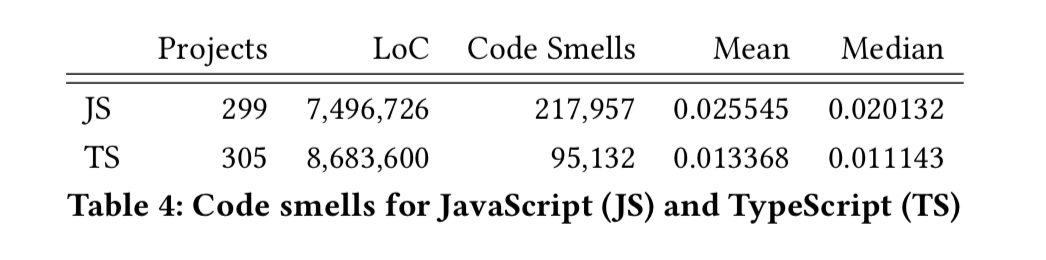 Projects LoC Code Smells Mean Median
JS 299 7,496,726 217,957 0.025545 0.020132
TS 305 8,683,600 95,132 0.013368 0.011143
Table 4: Code smells for JavaScript (JS) and TypeScript (TS)